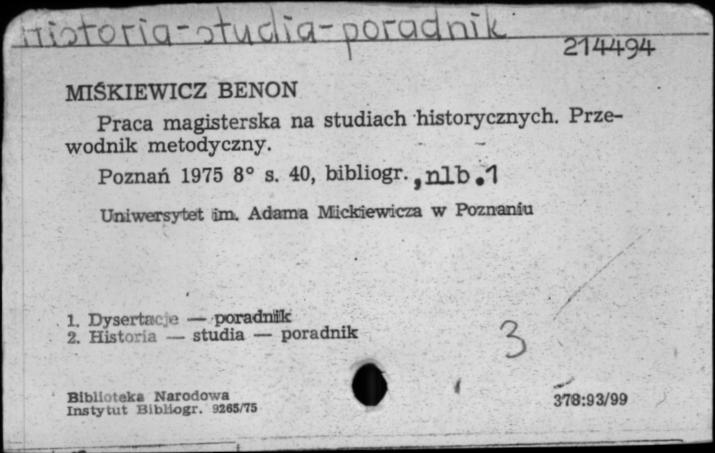 Historia-studia-poradnik
214494
MIŚKIEWICZ BENON
Praca magisterska na studiach historycznych. Prze-
wodnik metodyczny.
Poznań 1975 8° s. 40, bibliogr. , nlb.1
Uniwersytet im. Adama Mickiewicza w Poznaniu
1. Dysertacje — poradnik
2. Historia — studia — poradnik
3
Biblioteka Narodowa
Instytut Bibliogr. 9265/75
378:93/99